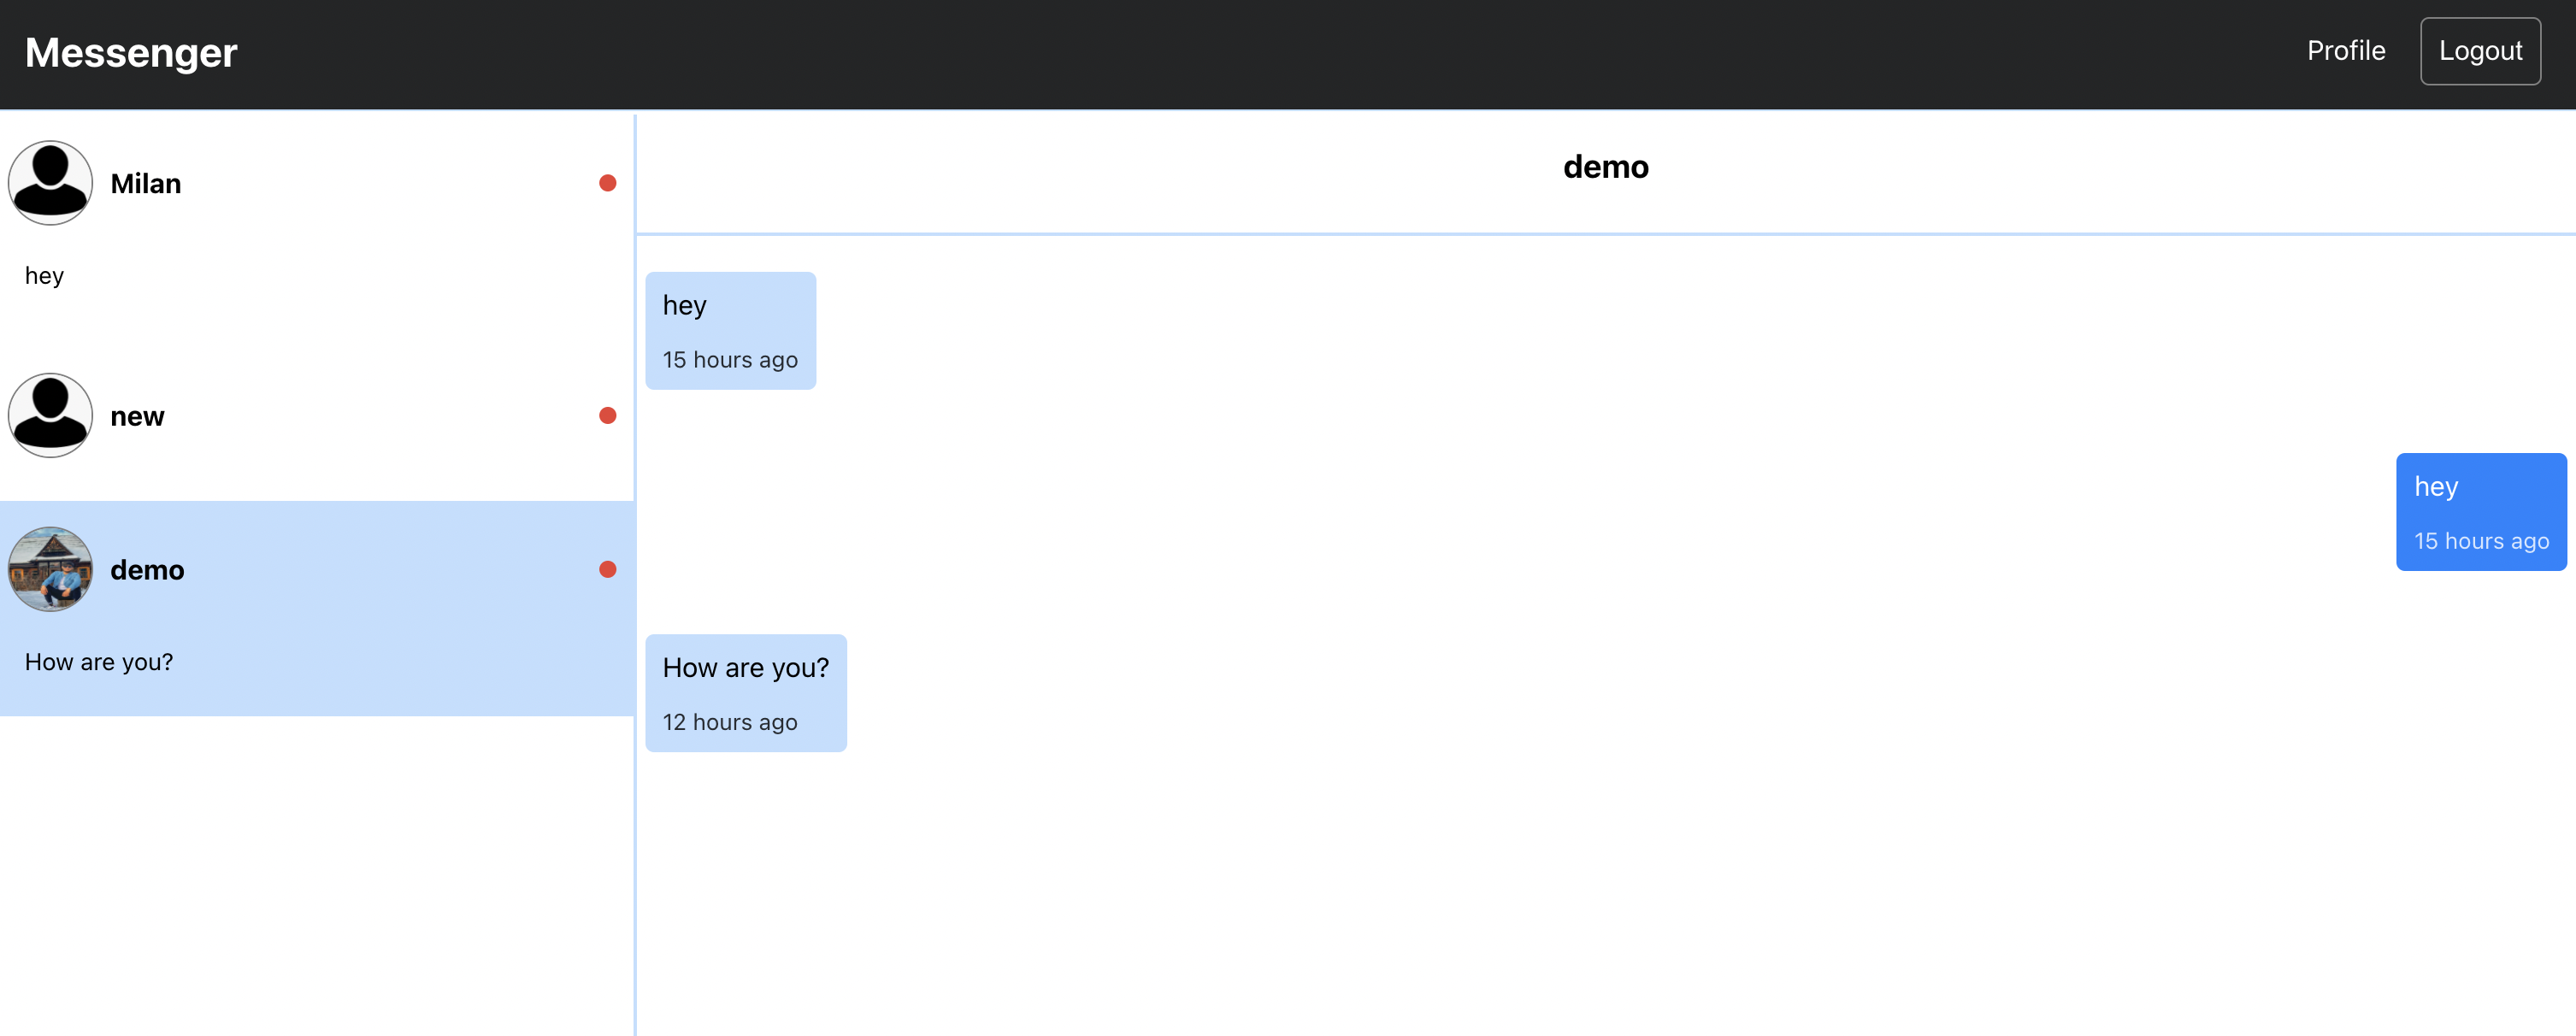 Messenger
Profile
Logout
Milan
hey
new
demo
How are you?
demo
hey
15 hours ago
hey
15 hours ago
How are you?
12 hours ago